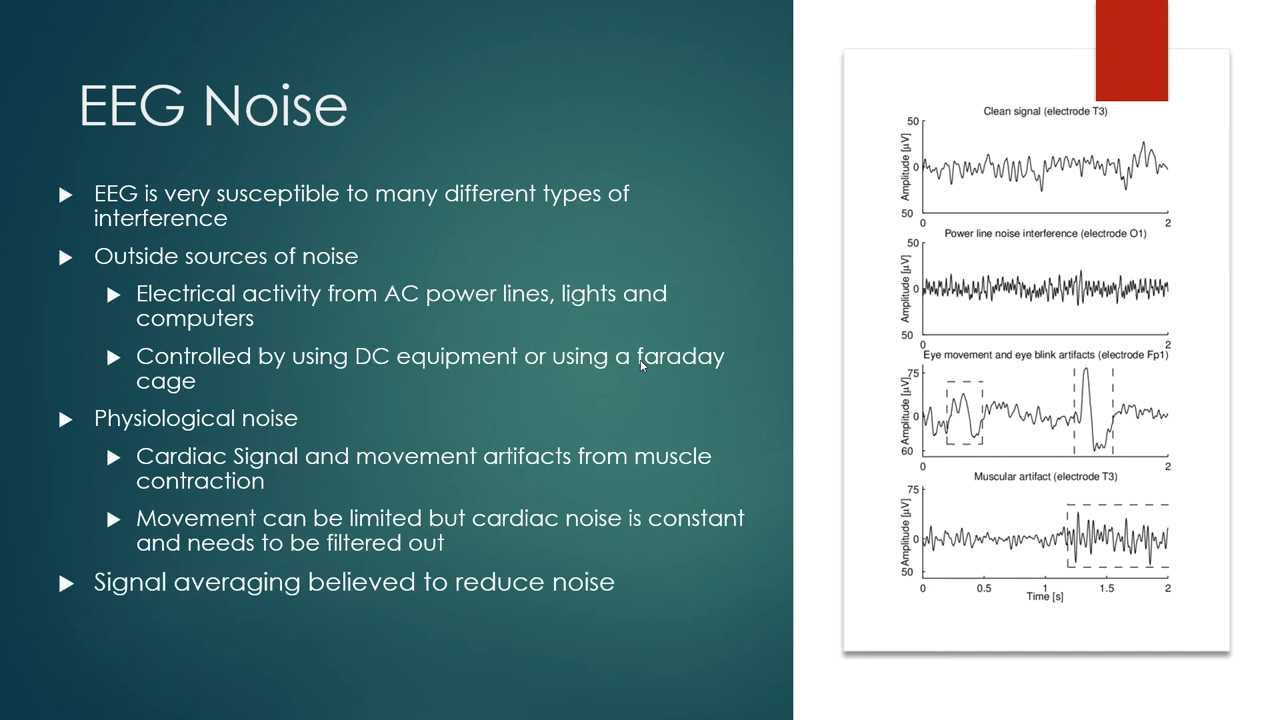 EEG Noise
EEG is very susceptible to many different types of
interference
Outside sources of noise
Electrical activity from AC power lines, lights and
computers
Controlled by using DC equipment or using a faraday
cage
Physiological noise
Cardiac Signal and movement artifacts from muscle
contraction
Movement can be limited but cardiac noise is constant
and needs to be filtered out
Signal averaging believed to reduce noise
Clean signal (electrode T3)
50
0
50
Amplitude [µV]
0 2
Power line noise interference (electrode O1)
50
0
50
Amplitude [µV]
0 2
Eye movement and eye blink artifacts (electrode Fp1)
75
0
60
Amplitude [µV]
0 2
Muscular artifact (electrode T3)
75
0
50
Amplitude [µV]
0 0.5 1 1.5 2
Time [s]